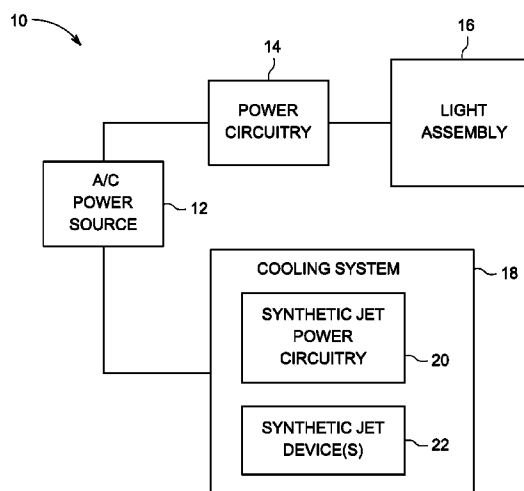 10
14
POWER
CIRCUITRY
16
LIGHT
ASSEMBLY
A/C
POWER
SOURCE
12
COOLING SYSTEM
18
SYNTHETIC JET
POWER
CIRCUITRY
20
SYNTHETIC JET
DEVICE(S)
22